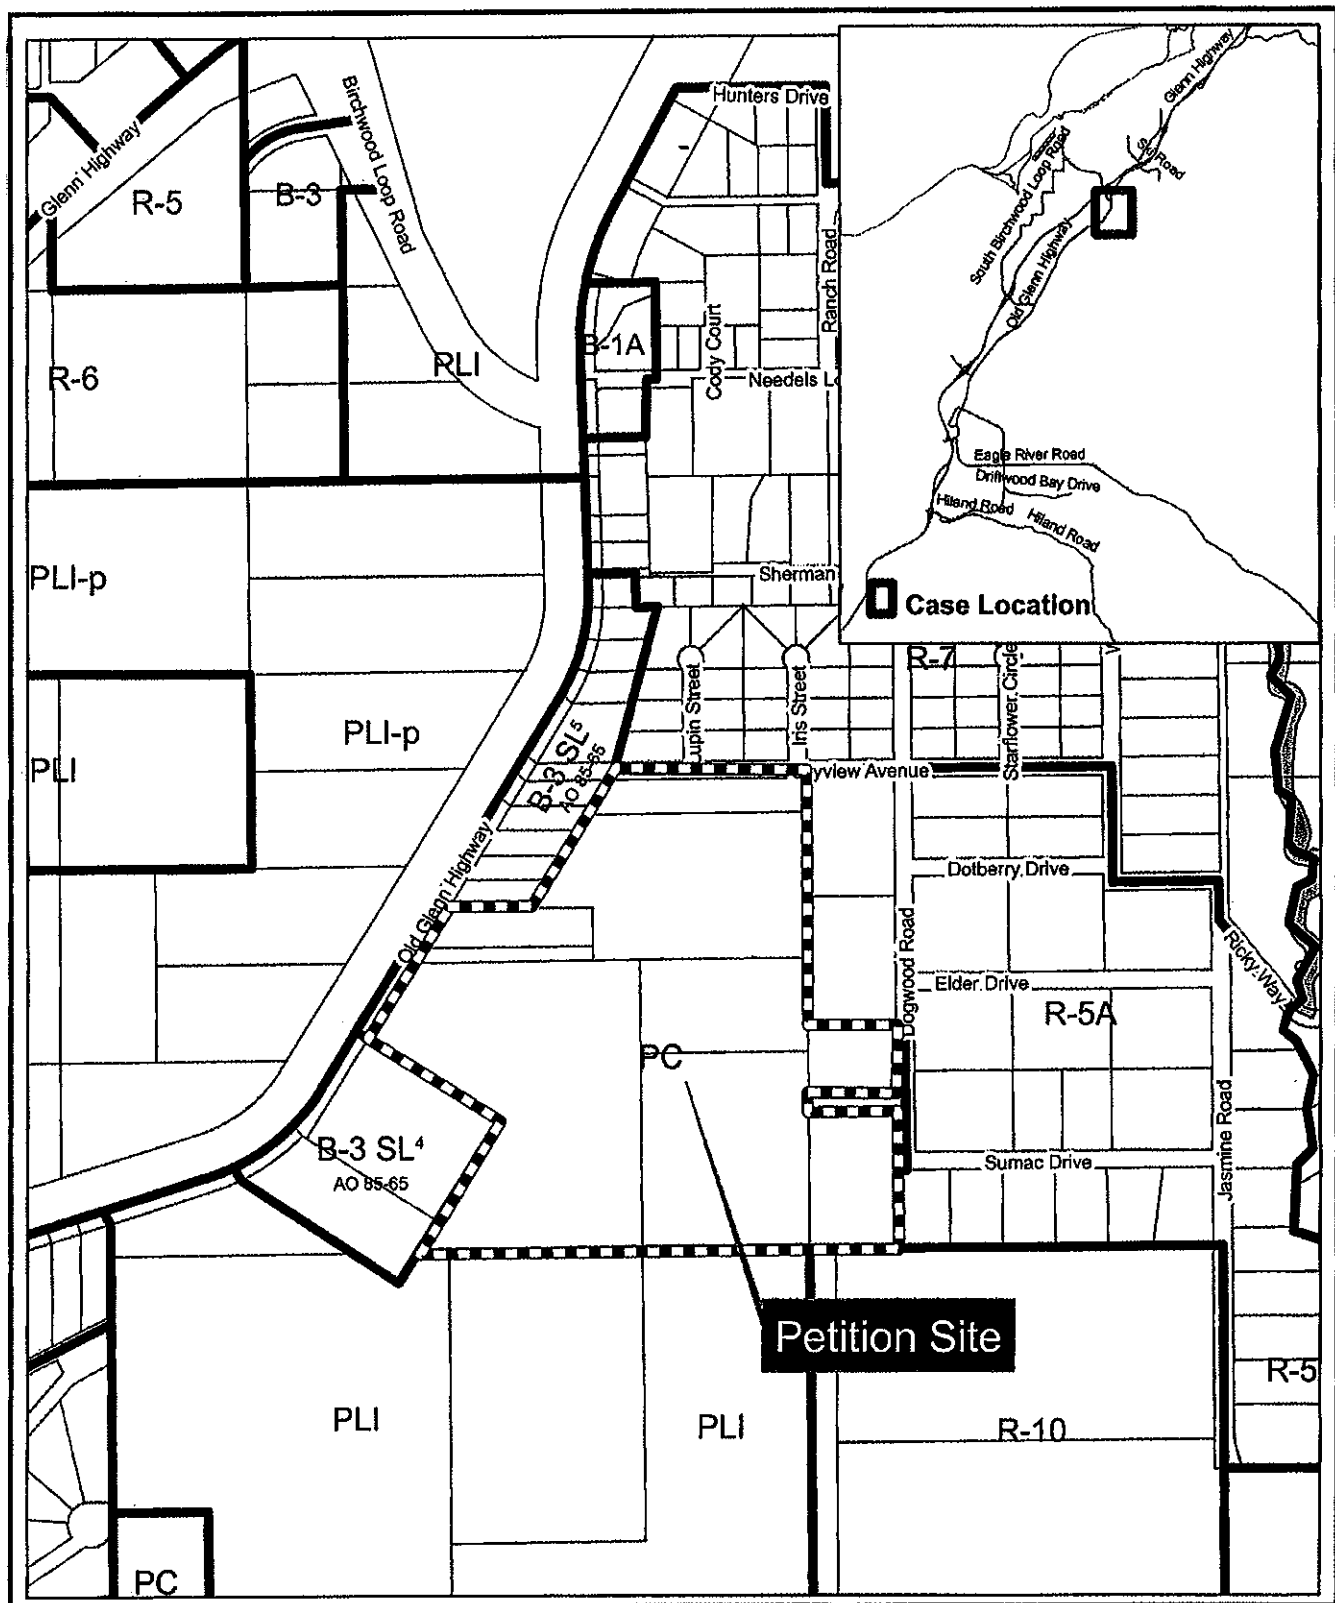 Hunters Drive
Glenn Highway
Birchwood Loop Road
Glenn Highway
Ski Road
South Birchwood Loop Road
Old Glenn Highway
R-5
B-3
Ranch Road
B-1A
Cody Court
R-6
PLI
Needels L
Eagle River Road
Driftwood Bay Drive
Hiland Road
Hiland Road
PLI-p
Sherman
Case Location
R-7
Lupin Street
Iris Street
Starflower Circle
PLI-p
PLI
B-3 SL⁵
AO 85-65
yview Avenue
Old Glenn Highway
Dotberry Drive
Dogwood Road
Ricky Way
Elder Drive
R-5A
PC
B-3 SL⁴
AO 85-65
Sumac Drive
Jasmine Road
Petition Site
R-5
PLI
PLI
R-10
PC